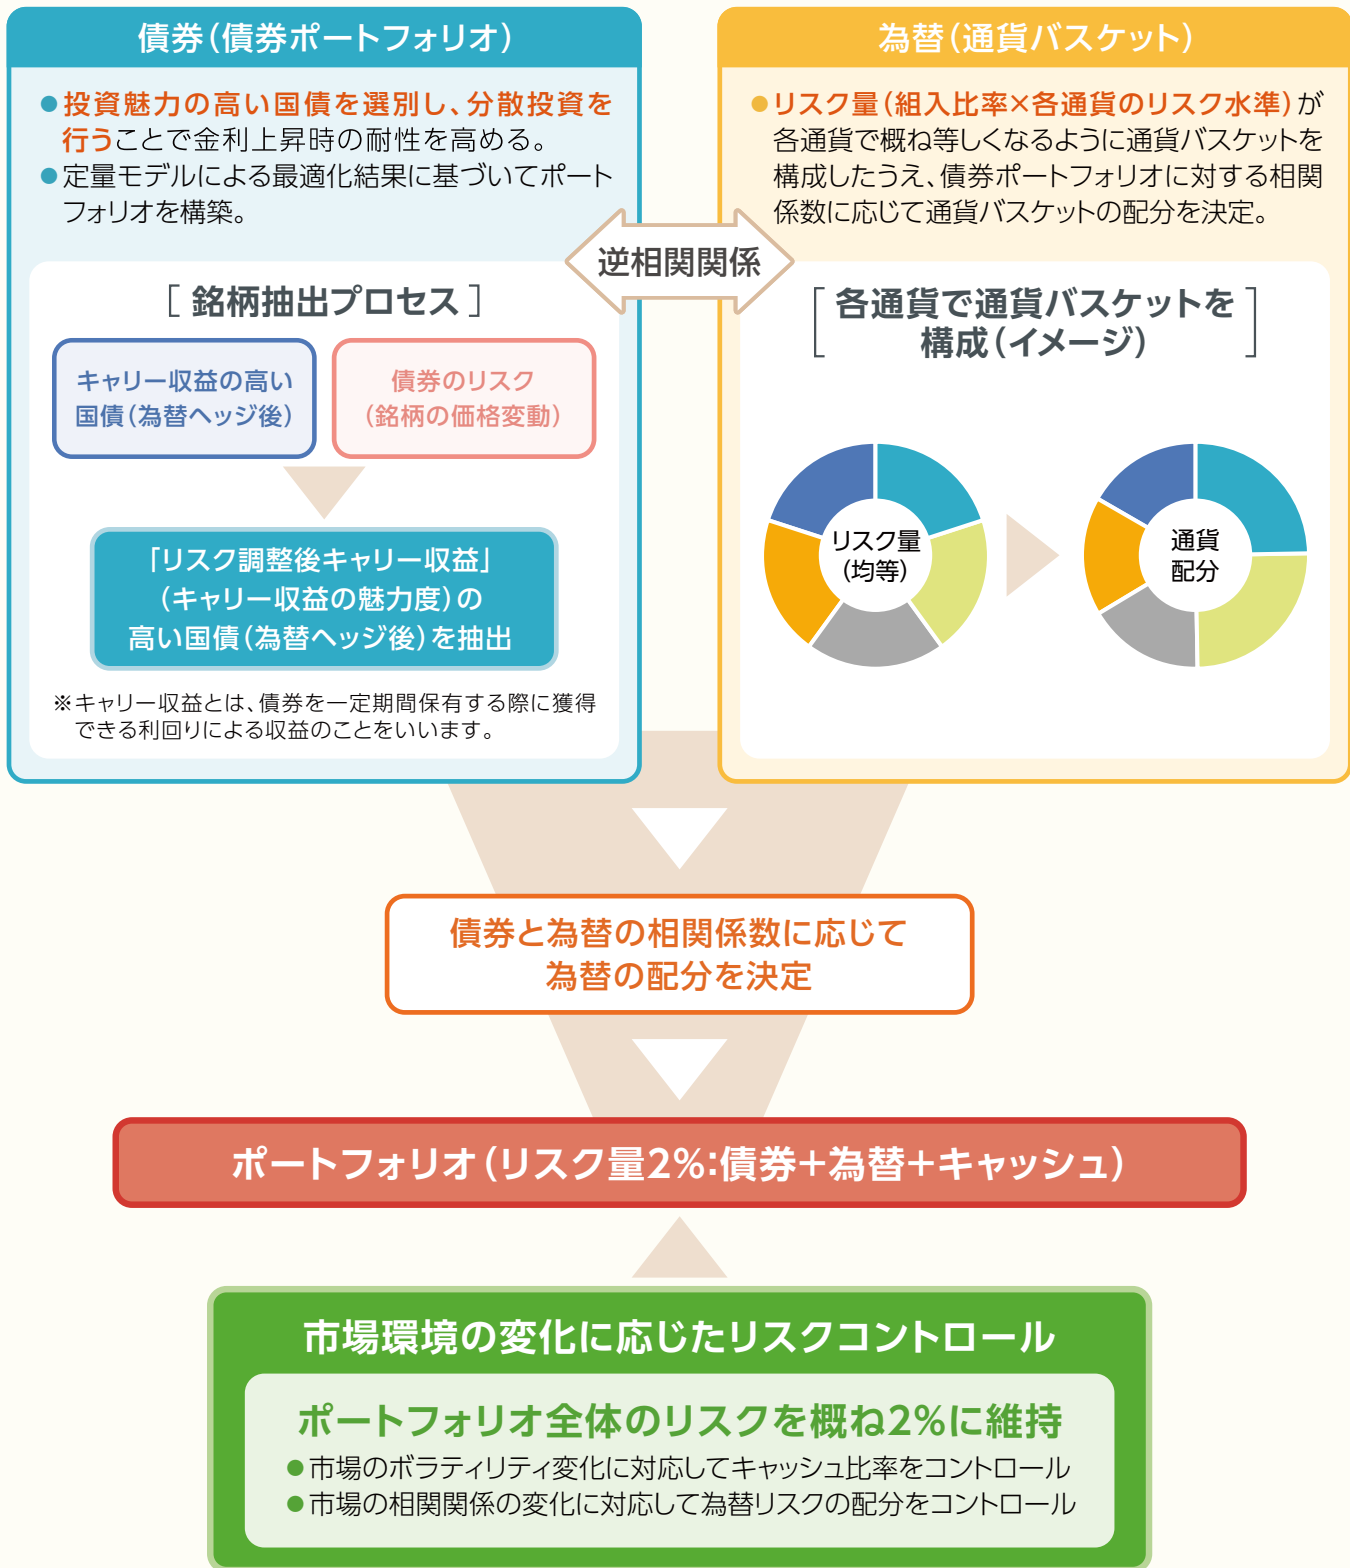 債券(債券ポートフォリオ)
●投資魅力の高い国債を選別し、分散投資を
行うことで金利上昇時の耐性を高める。
●定量モデルによる最適化結果に基づいてポート
フォリオを構築。
[ 銘柄抽出プロセス ]
キャリー収益の高い
国債(為替ヘッジ後)
債券のリスク
(銘柄の価格変動)
「リスク調整後キャリー収益」
(キャリー収益の魅力度)の
高い国債(為替ヘッジ後)を抽出
※キャリー収益とは、債券を一定期間保有する際に獲得
できる利回りによる収益のことをいいます。
逆相関関係
為替(通貨バスケット)
●リスク量(組入比率×各通貨のリスク水準)が
各通貨で概ね等しくなるように通貨バスケットを
構成したうえ、債券ポートフォリオに対する相関
係数に応じて通貨バスケットの配分を決定。
[ 各通貨で通貨バスケットを
構成(イメージ) ]
リスク量
(均等)
通貨
配分
債券と為替の相関係数に応じて
為替の配分を決定
ポートフォリオ(リスク量2%:債券+為替+キャッシュ)
市場環境の変化に応じたリスクコントロール
ポートフォリオ全体のリスクを概ね2%に維持
●市場のボラティリティ変化に対応してキャッシュ比率をコントロール
●市場の相関関係の変化に対応して為替リスクの配分をコントロール